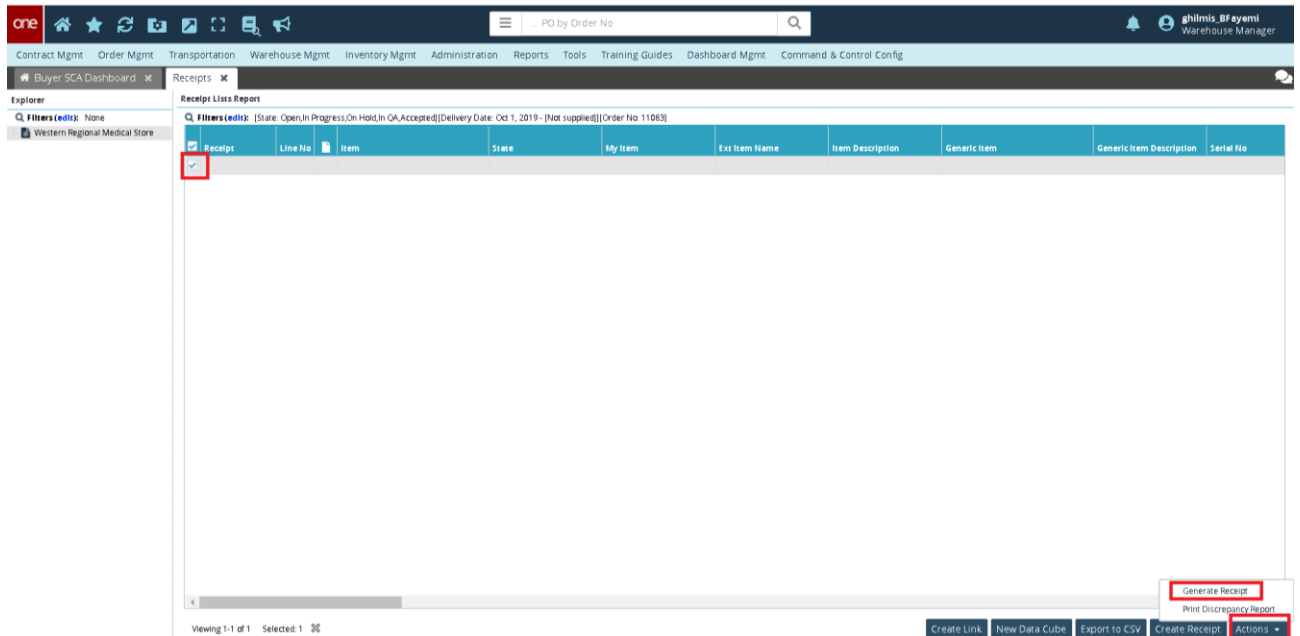 one
... PO by Order No
ghilmis_BFayemi
Warehouse Manager
Contract Mgmt Order Mgmt Transportation Warehouse Mgmt Inventory Mgmt Administration Reports Tools Training Guides Dashboard Mgmt Command & Control Config
Buyer SCA Dashboard Receipts
Explorer
Filters (edit): None
Western Regional Medical Store
Receipt Lists Report
Filters (edit): [State: Open,In Progress,On Hold,In QA,Accepted][Delivery Date: Oct 1, 2019 - [Not supplied]][Order No: 11083]
Receipt Line No Item State My Item Ext Item Name Item Description Generic Item Generic Item Description Serial No
Generate Receipt
Print Discrepancy Report
Viewing 1-1 of 1 Selected: 1
Create Link New Data Cube Export to CSV Create Receipt Actions